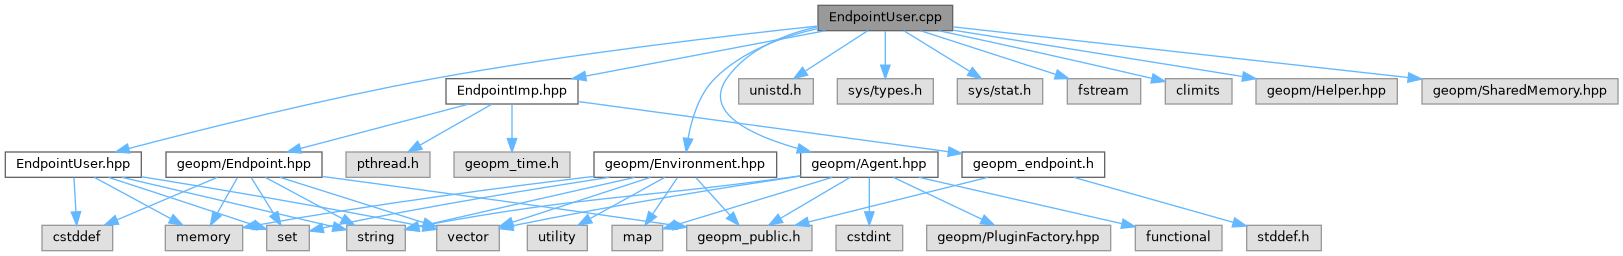 EndpointUser.cpp
EndpointImp.hpp
unistd.h
sys/types.h
sys/stat.h
fstream
climits
geopm/Helper.hpp
geopm/SharedMemory.hpp
EndpointUser.hpp
geopm/Endpoint.hpp
pthread.h
geopm_time.h
geopm/Environment.hpp
geopm/Agent.hpp
geopm_endpoint.h
cstddef
memory
set
string
vector
utility
map
geopm_public.h
cstdint
geopm/PluginFactory.hpp
functional
stddef.h